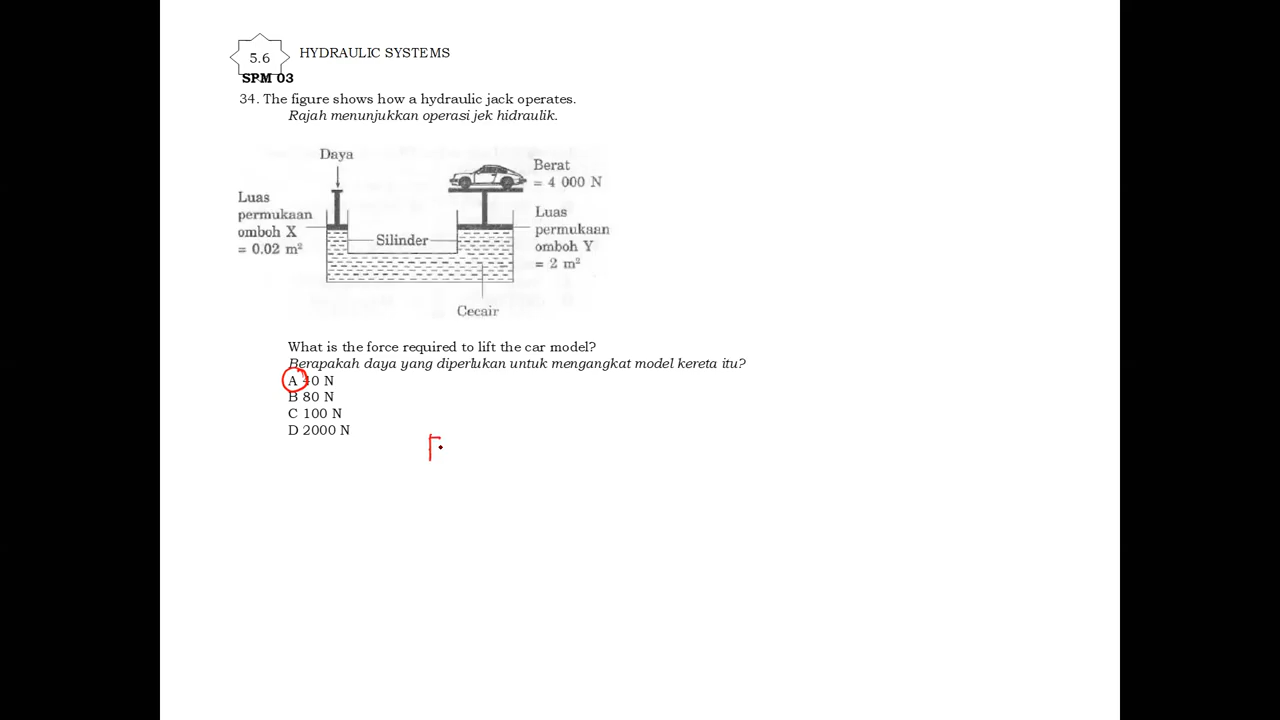 5.6
HYDRAULIC SYSTEMS
SPM 03
34. The figure shows how a hydraulic jack operates.
Rajah menunjukkan operasi jek hidraulik.
Daya
Berat
= 4 000 N
Luas
permukaan
omboh X
= 0.02 m²
Silinder
Luas
permukaan
omboh Y
= 2 m²
Cecair
What is the force required to lift the car model?
Berapakah daya yang diperlukan untuk mengangkat model kereta itu?
A 40 N
B 80 N
C 100 N
D 2000 N